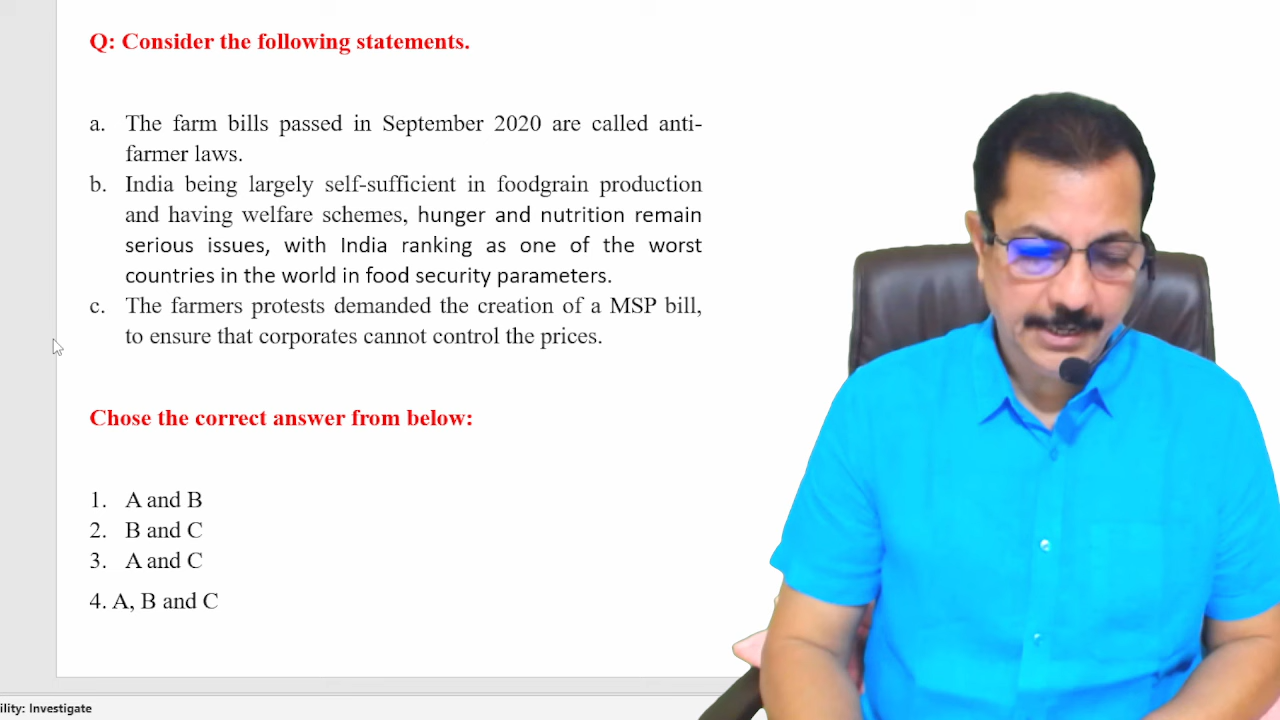 Q: Consider the following statements.
a. The farm bills passed in September 2020 are called anti-
farmer laws.
b. India being largely self-sufficient in foodgrain production
and having welfare schemes, hunger and nutrition remain
serious issues, with India ranking as one of the worst
countries in the world in food security parameters.
c. The farmers protests demanded the creation of a MSP bill,
to ensure that corporates cannot control the prices.
Chose the correct answer from below:
1. A and B
2. B and C
3. A and C
4. A, B and C
ility: Investigate